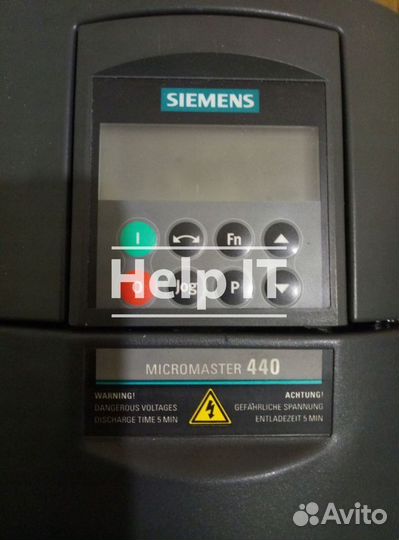 SIEMENS
I Fn
Help IT
0 Jog P
MICROMASTER 440
WARNING!
DANGEROUS VOLTAGES
DISCHARGE TIME 5 MIN
ACHTUNG!
GEFÄHRLICHE SPANNUNG
ENTLADEZEIT 5 MIN
Avito